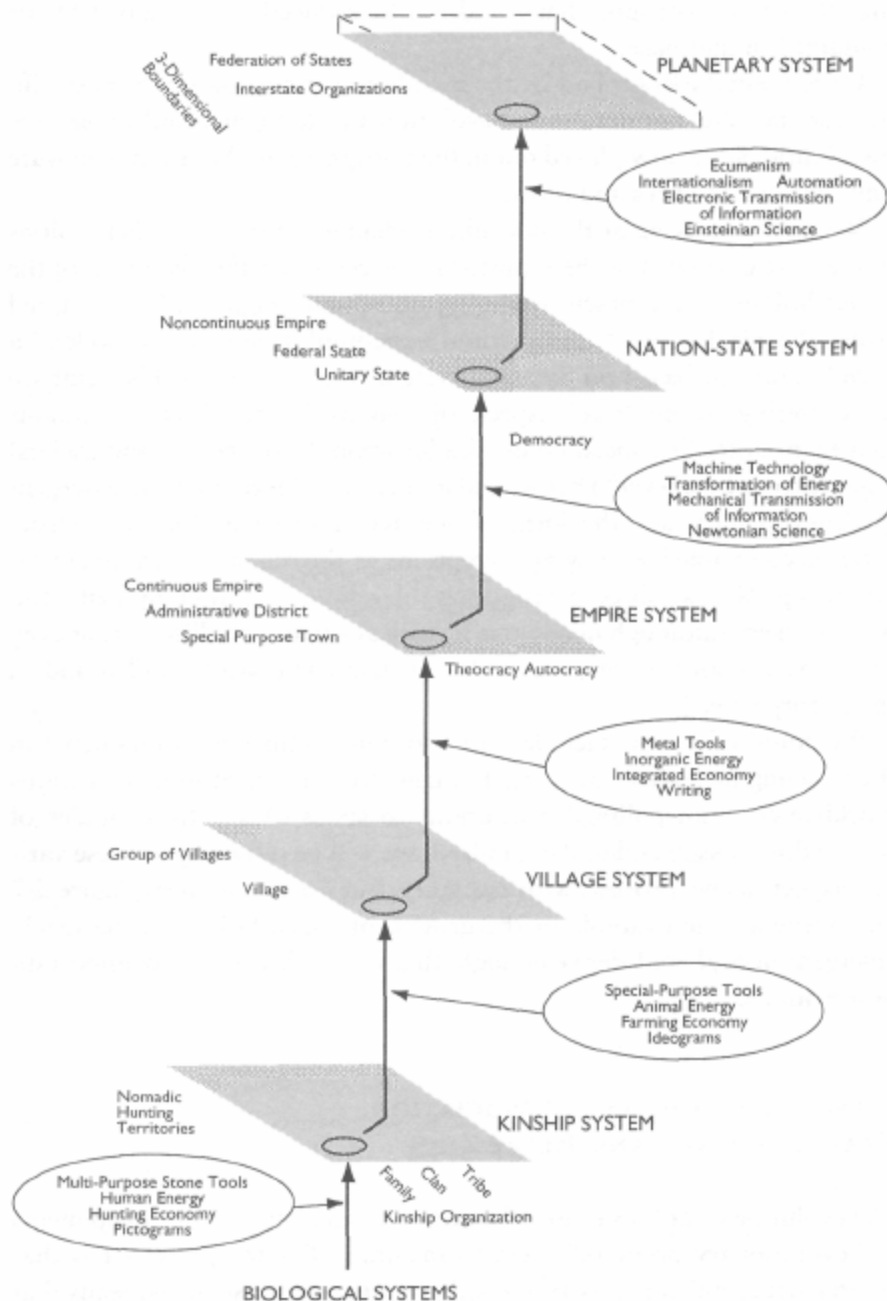 PLANETARY SYSTEM
Federation of States
Interstate Organizations
3-Dimensional
Boundaries
Ecumenism
Internationalism Automation
Electronic Transmission
of Information
Einsteinian Science
Noncontinuous Empire
Federal State
Unitary State
NATION-STATE SYSTEM
Democracy
Machine Technology
Transformation of Energy
Mechanical Transmission
of Information
Newtonian Science
Continuous Empire
Administrative District
Special Purpose Town
EMPIRE SYSTEM
Theocracy Autocracy
Metal Tools
Inorganic Energy
Integrated Economy
Writing
Group of Villages
Village
VILLAGE SYSTEM
Special-Purpose Tools
Animal Energy
Farming Economy
Ideograms
Nomadic
Hunting
Territories
KINSHIP SYSTEM
Family
Clan
Tribe
Kinship Organization
Multi-Purpose Stone Tools
Human Energy
Hunting Economy
Pictograms
BIOLOGICAL SYSTEMS